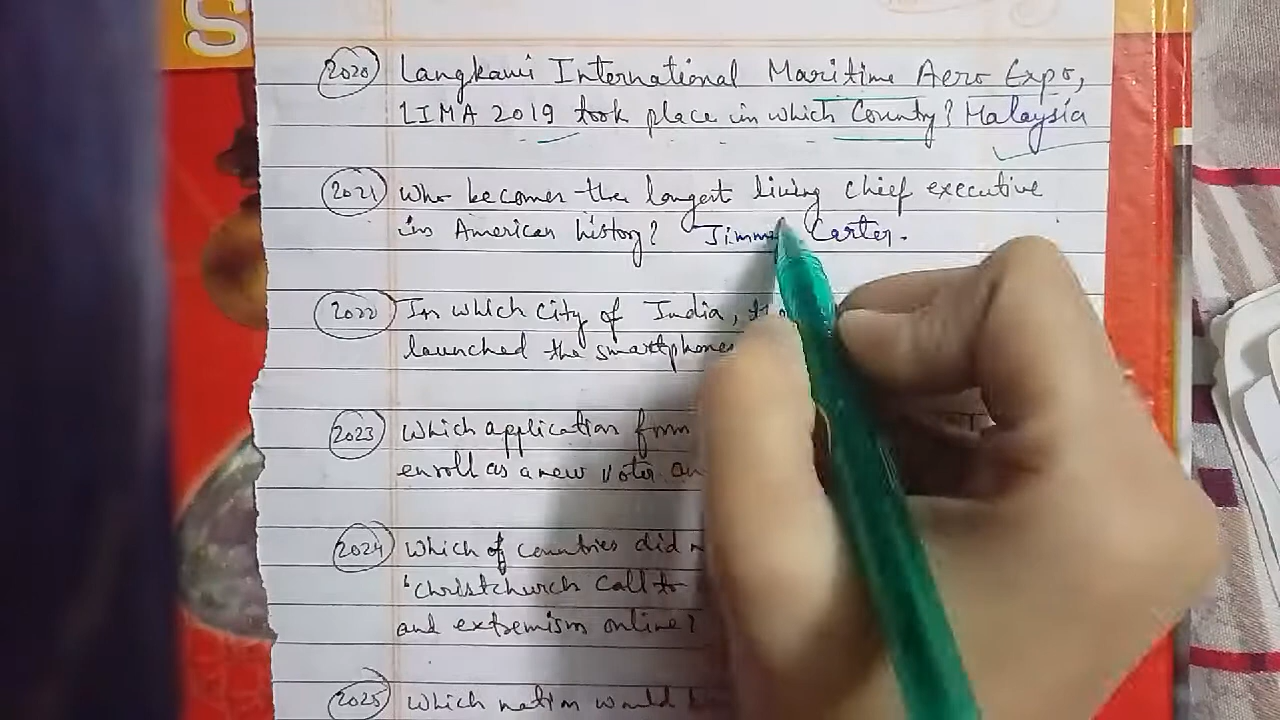 S
2020 Langkawi International Maritime Aero Expo,
LIMA 2019 took place in which Country? Malaysia
2021 Who becomes the longest living chief executive
in American history? Jimmy Carter.
2022 In which city of India,
launched the smartphones
2023 Which application form
enroll as a new Voter
2024 Which of countries did
'Christchurch Call to
and extremism online?
2025 Which nation would